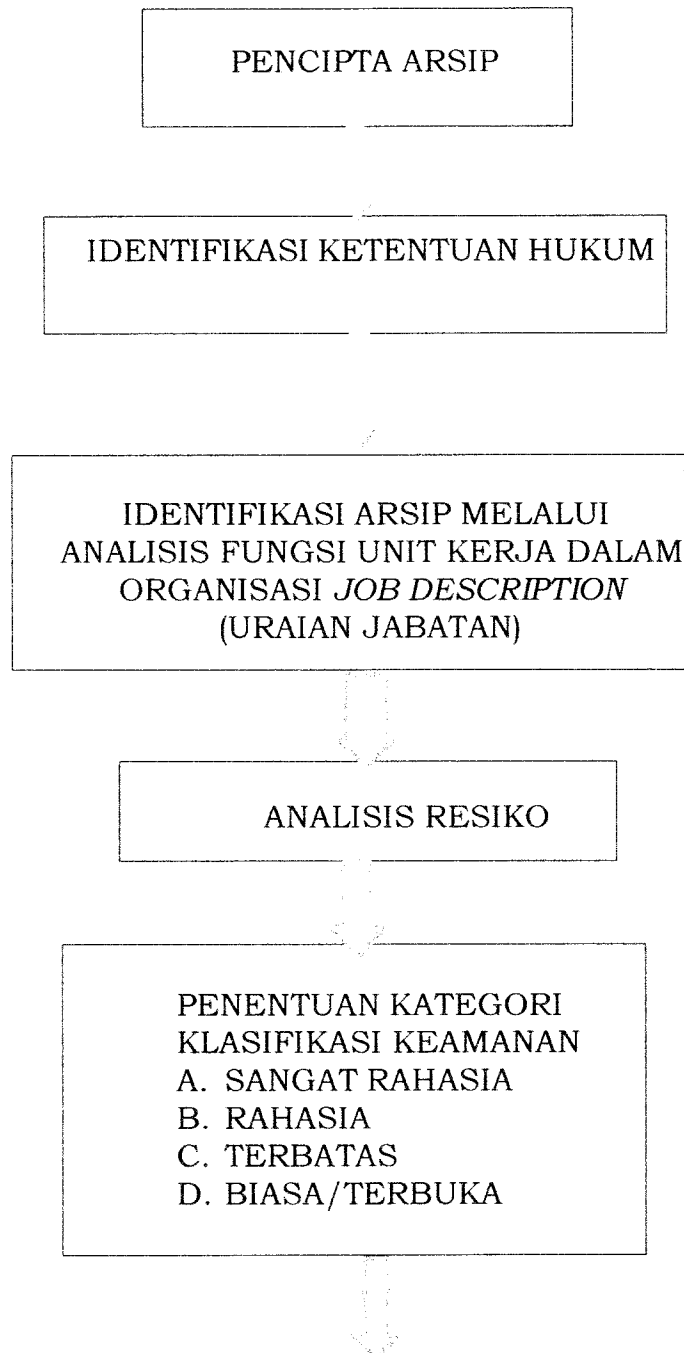 PENCIPTA ARSIP
IDENTIFIKASI KETENTUAN HUKUM
IDENTIFIKASI ARSIP MELALUI
ANALISIS FUNGSI UNIT KERJA DALAM
ORGANISASI JOB DESCRIPTION
(URAIAN JABATAN)
ANALISIS RESIKO
PENENTUAN KATEGORI
KLASIFIKASI KEAMANAN
A. SANGAT RAHASIA
B. RAHASIA
C. TERBATAS
D. BIASA/TERBUKA